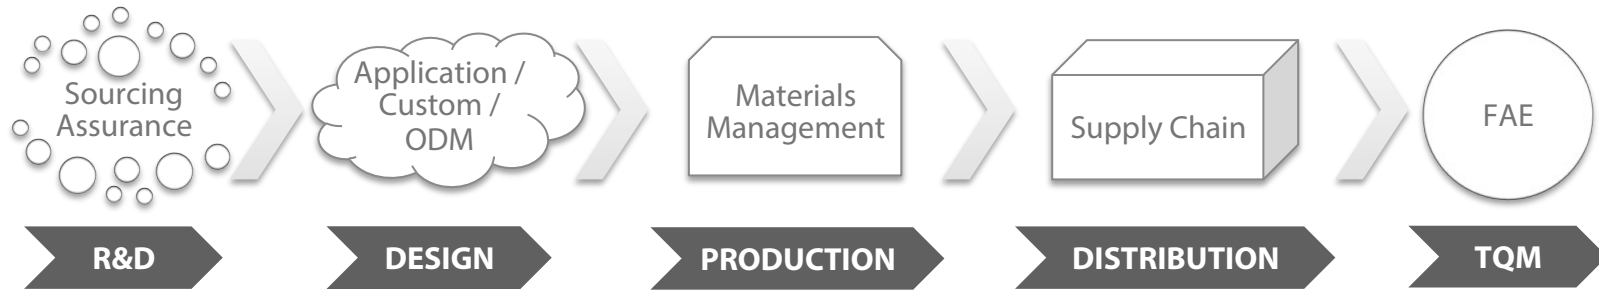 Sourcing
Assurance
Application /
Custom /
ODM
Materials
Management
Supply Chain
FAE
R&D
DESIGN
PRODUCTION
DISTRIBUTION
TQM